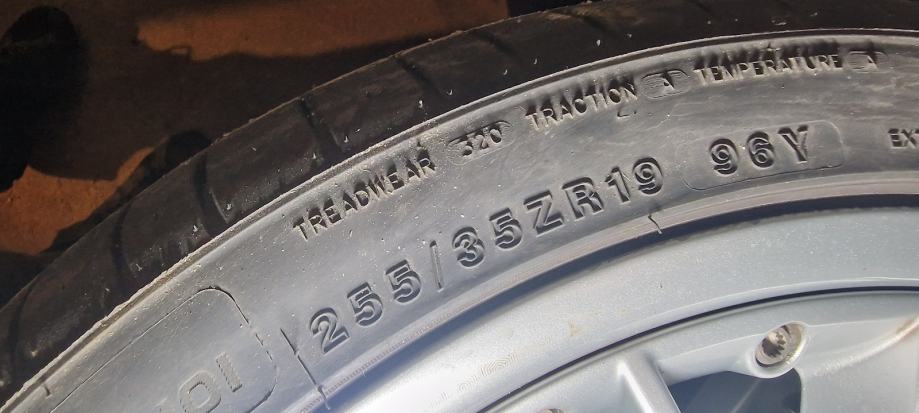 TREADWEAR 320 TRACTION A TEMPERATURE A
255/35ZR19 96Y